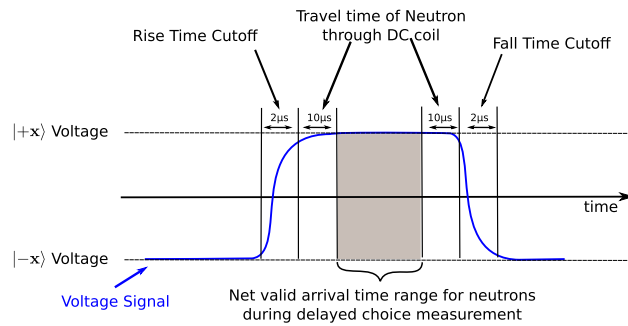 Travel time of Neutron
through DC coil
Rise Time Cutoff
Fall Time Cutoff
2μs
10μs
10μs
2μs
|+x⟩ Voltage
time
|−x⟩ Voltage
Voltage Signal
Net valid arrival time range for neutrons
during delayed choice measurement